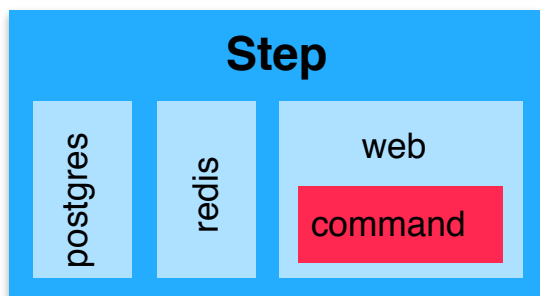 Step
postgres
redis
web
command